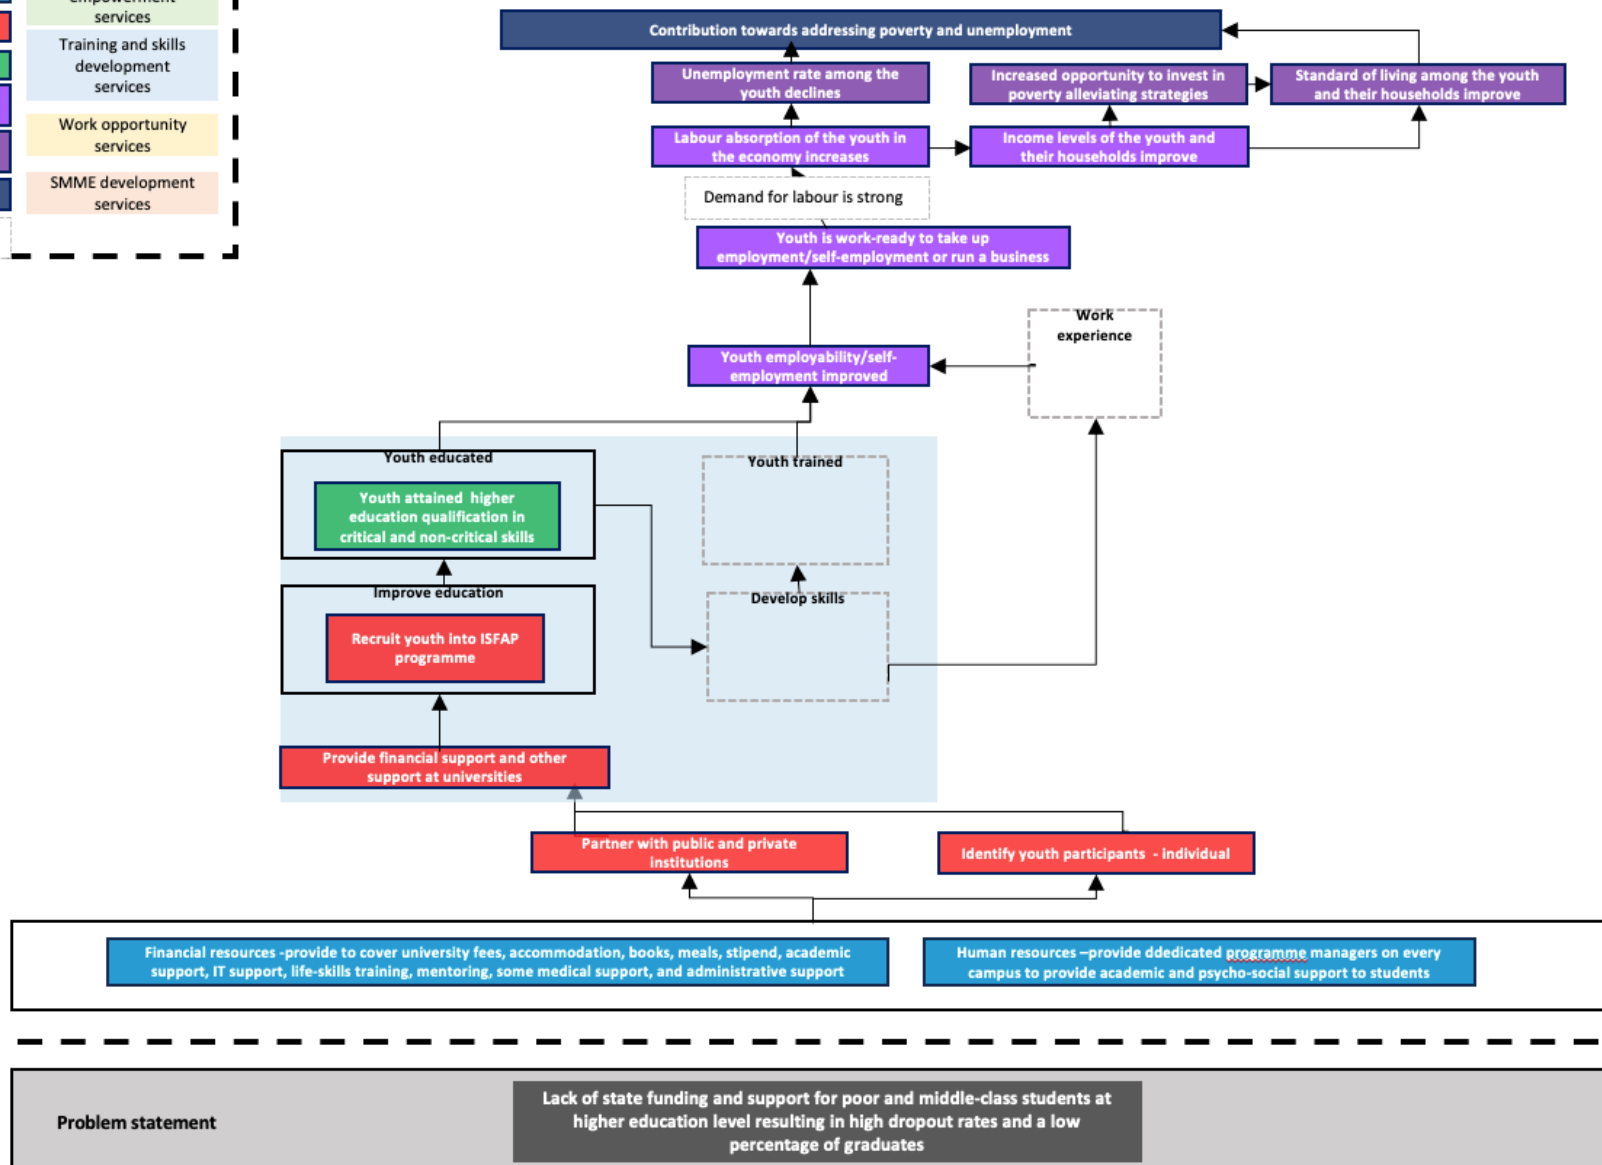 empowerment
services
Training and skills
development
services
Work opportunity
services
SMME development
services
Contribution towards addressing poverty and unemployment
Unemployment rate among the
youth declines
Increased opportunity to invest in
poverty alleviating strategies
Standard of living among the youth
and their households improve
Labour absorption of the youth in
the economy increases
Income levels of the youth and
their households improve
Demand for labour is strong
Youth is work-ready to take up
employment/self-employment or run a business
Work
experience
Youth employability/self-
employment improved
Youth educated
Youth trained
Youth attained higher
education qualification in
critical and non-critical skills
Improve education
Develop skills
Recruit youth into ISFAP
programme
Provide financial support and other
support at universities
Partner with public and private
institutions
Identify youth participants - individual
Financial resources -provide to cover university fees, accommodation, books, meals, stipend, academic
support, IT support, life-skills training, mentoring, some medical support, and administrative support
Human resources –provide ddedicated programme managers on every
campus to provide academic and psycho-social support to students
Problem statement
Lack of state funding and support for poor and middle-class students at
higher education level resulting in high dropout rates and a low
percentage of graduates